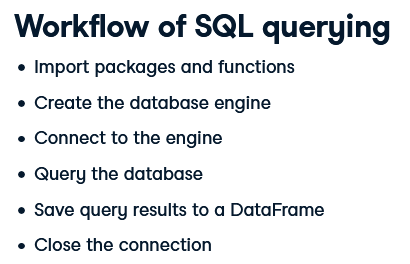 Workflow of SQL querying
• Import packages and functions
• Create the database engine
• Connect to the engine
• Query the database
• Save query results to a DataFrame
• Close the connection